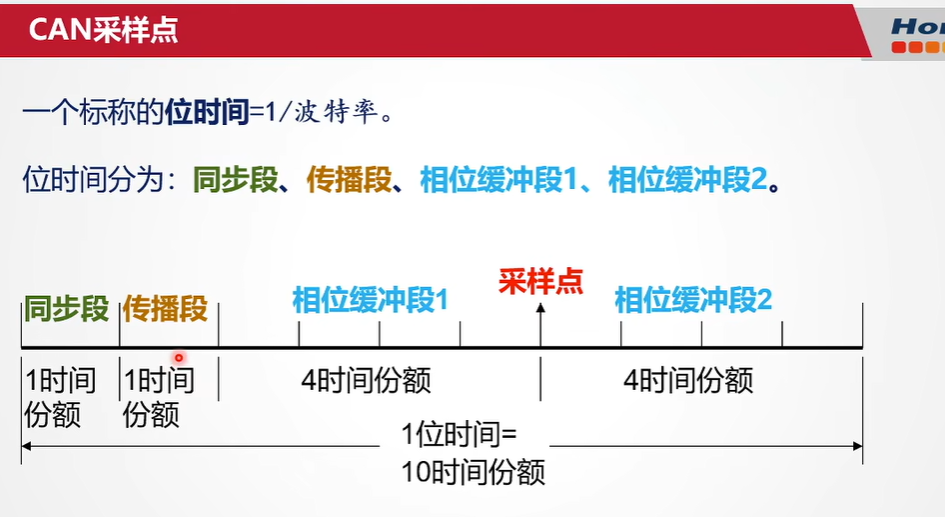 CAN采样点
Hor
一个标称的位时间=1/波特率。
位时间分为：同步段、传播段、相位缓冲段1、相位缓冲段2。
采样点
同步段 传播段 相位缓冲段1 相位缓冲段2
1时间份额 1时间份额 4时间份额 4时间份额
1位时间=
10时间份额